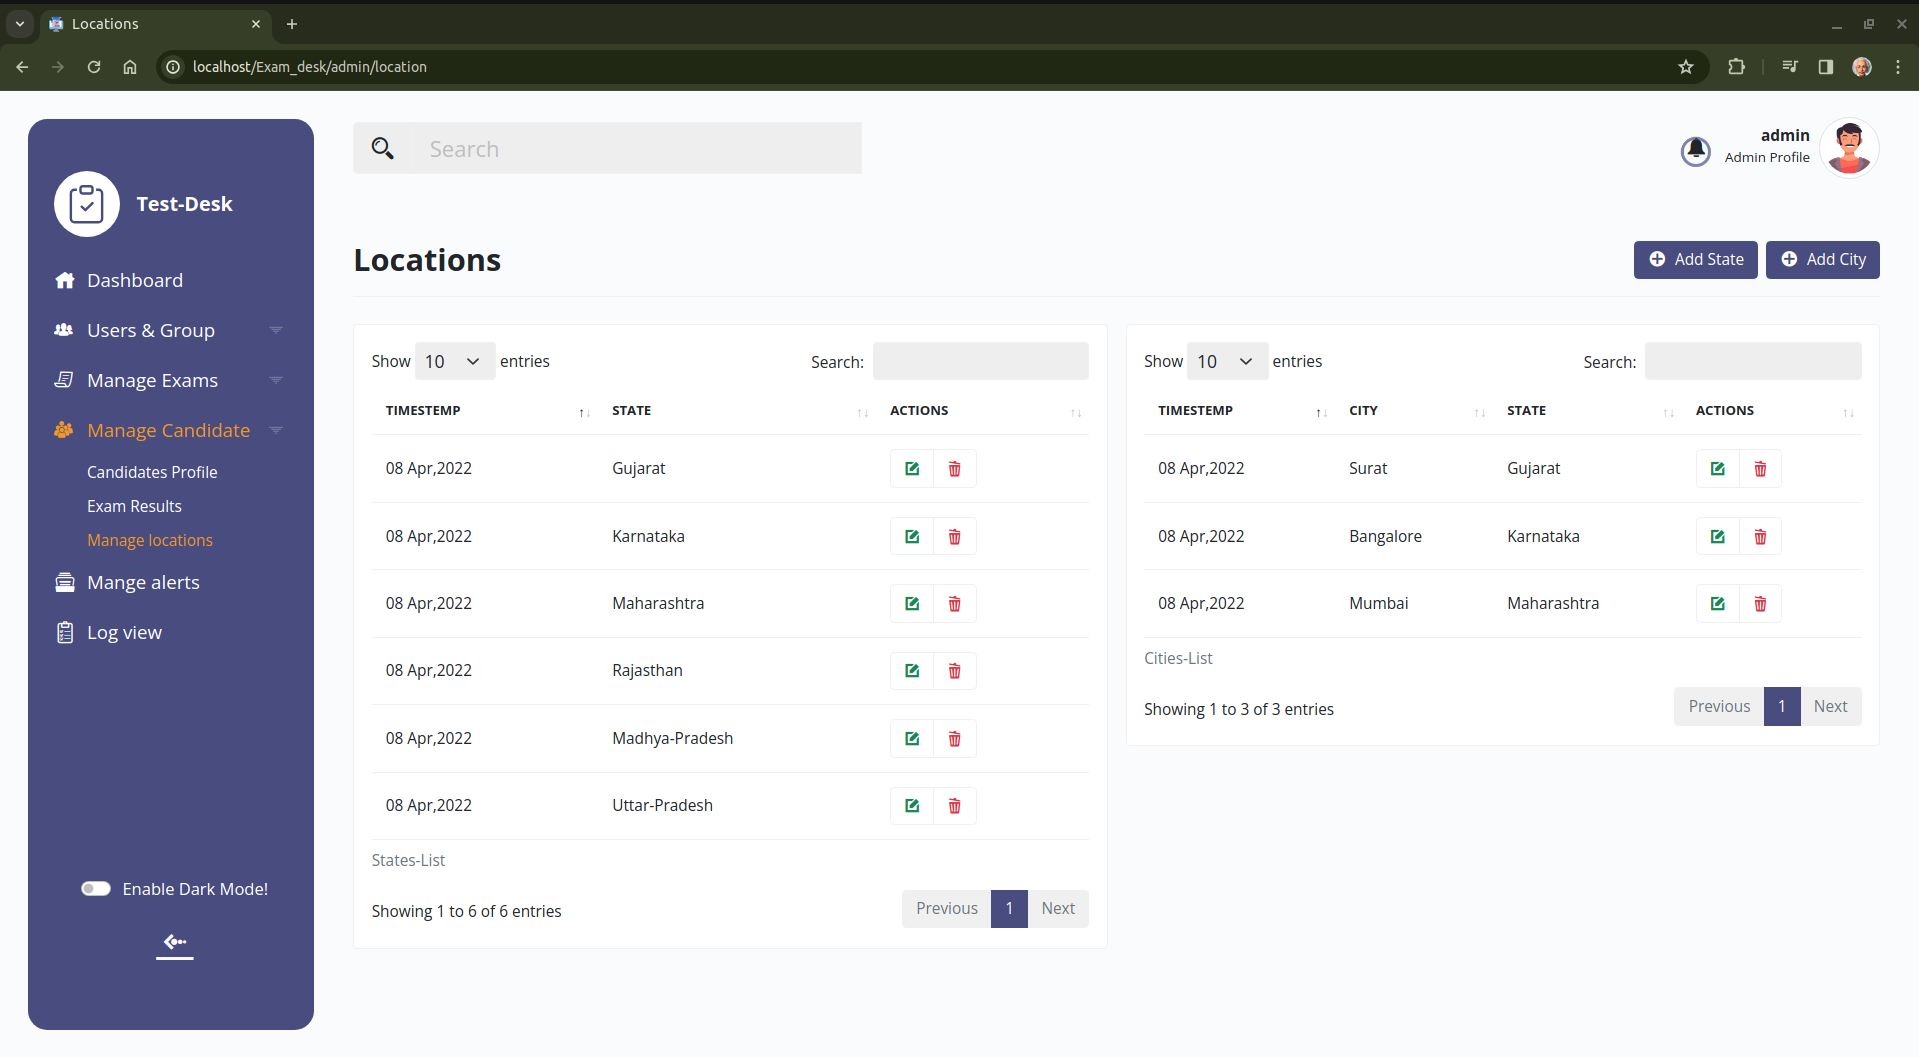 Locations
localhost/Exam_desk/admin/location
Test-Desk
Dashboard
Users & Group
Manage Exams
Manage Candidate
Candidates Profile
Exam Results
Manage locations
Mange alerts
Log view
Enable Dark Mode!
Search
admin
Admin Profile
Locations
Add State
Add City
Show 10 entries
Search:
TIMESTEMP STATE ACTIONS
08 Apr,2022 Gujarat
08 Apr,2022 Karnataka
08 Apr,2022 Maharashtra
08 Apr,2022 Rajasthan
08 Apr,2022 Madhya-Pradesh
08 Apr,2022 Uttar-Pradesh
States-List
Showing 1 to 6 of 6 entries
Previous 1 Next
Show 10 entries
Search:
TIMESTEMP CITY STATE ACTIONS
08 Apr,2022 Surat Gujarat
08 Apr,2022 Bangalore Karnataka
08 Apr,2022 Mumbai Maharashtra
Cities-List
Showing 1 to 3 of 3 entries
Previous 1 Next